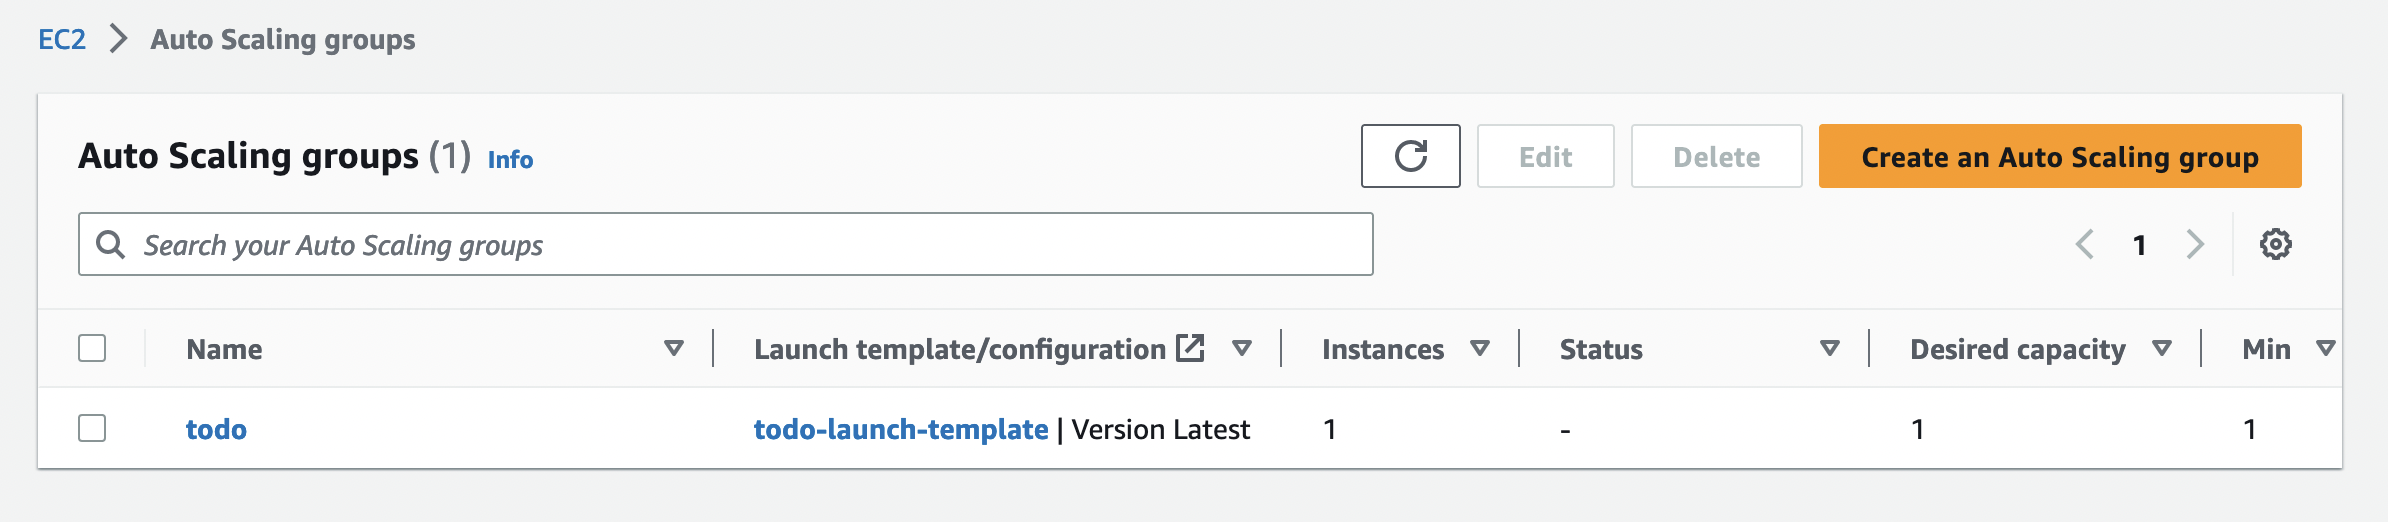 EC2 > Auto Scaling groups
Auto Scaling groups (1) Info
Edit Delete Create an Auto Scaling group
Search your Auto Scaling groups
1
Name Launch template/configuration Instances Status Desired capacity Min
todo todo-launch-template | Version Latest 1 - 1 1